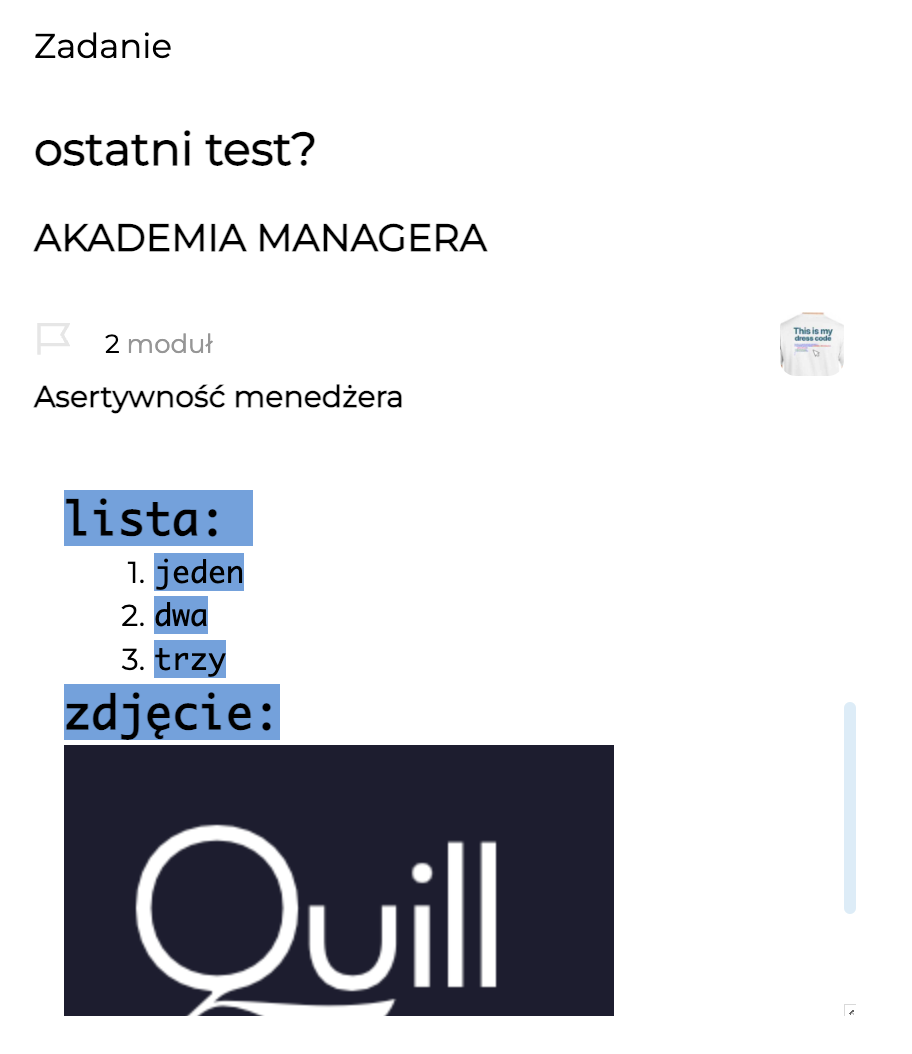 Zadanie
ostatni test?
AKADEMIA MANAGERA
2 moduł
This is my
dress code
Asertywność menedżera
lista:
1. jeden
2. dwa
3. trzy
zdjęcie:
Quill